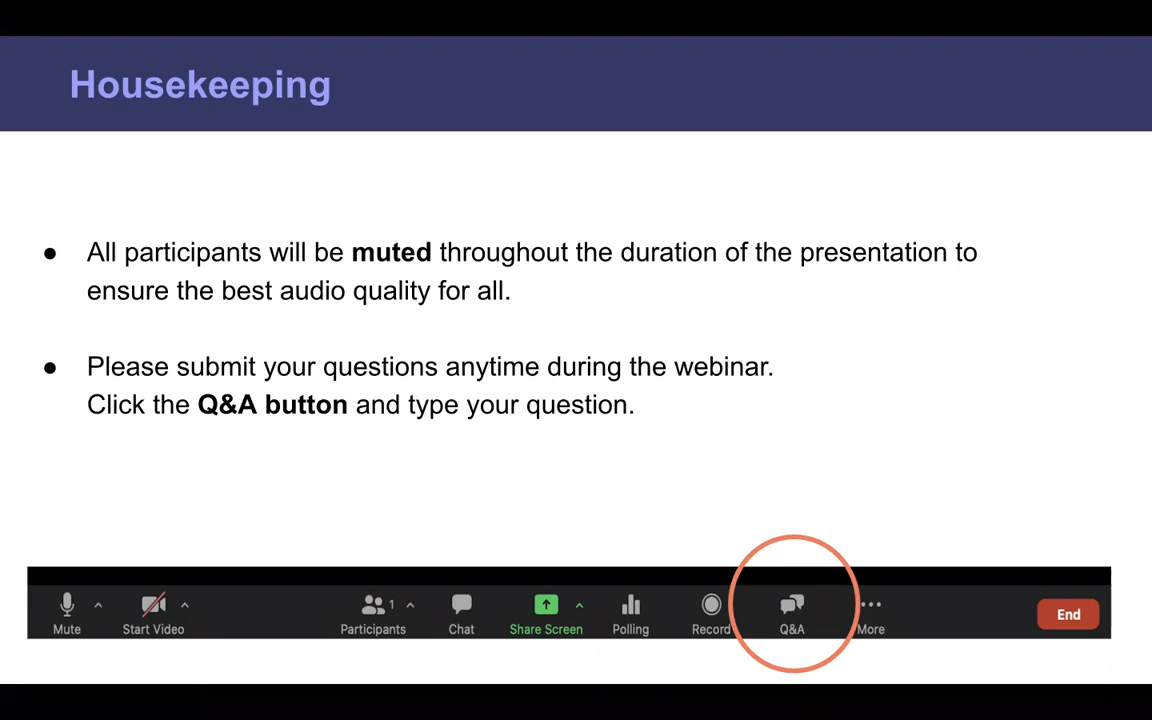 Housekeeping
● All participants will be muted throughout the duration of the presentation to
ensure the best audio quality for all.
● Please submit your questions anytime during the webinar.
Click the Q&A button and type your question.
Mute
Start Video
Participants 1
Chat
Share Screen
Polling
Record
Q&A
More
End